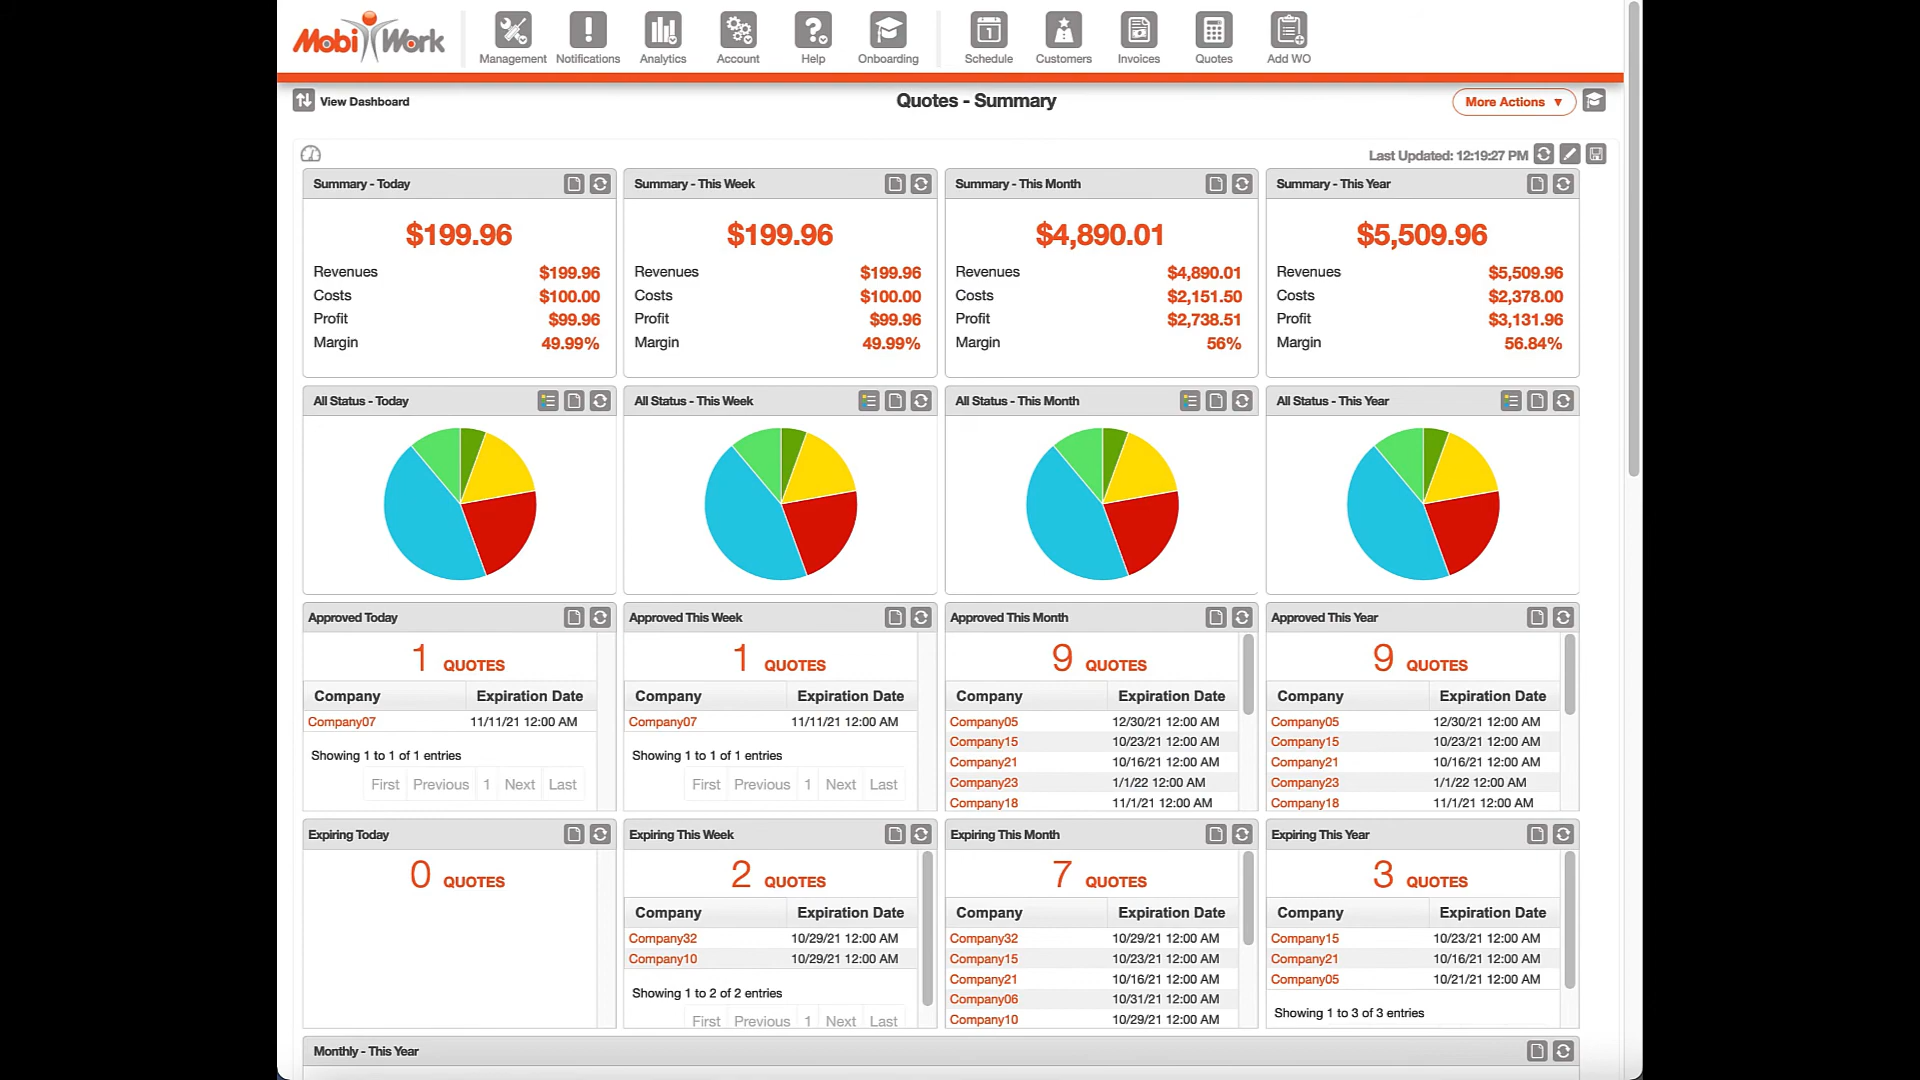 Mobi Work
Management Notifications Analytics Account Help Onboarding Schedule Customers Invoices Quotes Add WO
View Dashboard
Quotes - Summary
More Actions ▼
Last Updated: 12:19:27 PM
Summary - Today
$199.96
Revenues $199.96
Costs $100.00
Profit $99.96
Margin 49.99%
Summary - This Week
$199.96
Revenues $199.96
Costs $100.00
Profit $99.96
Margin 49.99%
Summary - This Month
$4,890.01
Revenues $4,890.01
Costs $2,151.50
Profit $2,738.51
Margin 56%
Summary - This Year
$5,509.96
Revenues $5,509.96
Costs $2,378.00
Profit $3,131.96
Margin 56.84%
All Status - Today
All Status - This Week
All Status - This Month
All Status - This Year
Approved Today
1 QUOTES
Company Expiration Date
Company07 11/11/21 12:00 AM
Showing 1 to 1 of 1 entries
First Previous 1 Next Last
Approved This Week
1 QUOTES
Company Expiration Date
Company07 11/11/21 12:00 AM
Showing 1 to 1 of 1 entries
First Previous 1 Next Last
Approved This Month
9 QUOTES
Company Expiration Date
Company05 12/30/21 12:00 AM
Company15 10/23/21 12:00 AM
Company21 10/16/21 12:00 AM
Company23 1/1/22 12:00 AM
Company18 11/1/21 12:00 AM
Approved This Year
9 QUOTES
Company Expiration Date
Company05 12/30/21 12:00 AM
Company15 10/23/21 12:00 AM
Company21 10/16/21 12:00 AM
Company23 1/1/22 12:00 AM
Company18 11/1/21 12:00 AM
Expiring Today
0 QUOTES
Expiring This Week
2 QUOTES
Company Expiration Date
Company32 10/29/21 12:00 AM
Company10 10/29/21 12:00 AM
Showing 1 to 2 of 2 entries
First Previous 1 Next Last
Expiring This Month
7 QUOTES
Company Expiration Date
Company32 10/29/21 12:00 AM
Company15 10/23/21 12:00 AM
Company21 10/16/21 12:00 AM
Company06 10/31/21 12:00 AM
Company10 10/29/21 12:00 AM
Expiring This Year
3 QUOTES
Company Expiration Date
Company15 10/23/21 12:00 AM
Company21 10/16/21 12:00 AM
Company05 10/21/21 12:00 AM
Showing 1 to 3 of 3 entries
Monthly - This Year